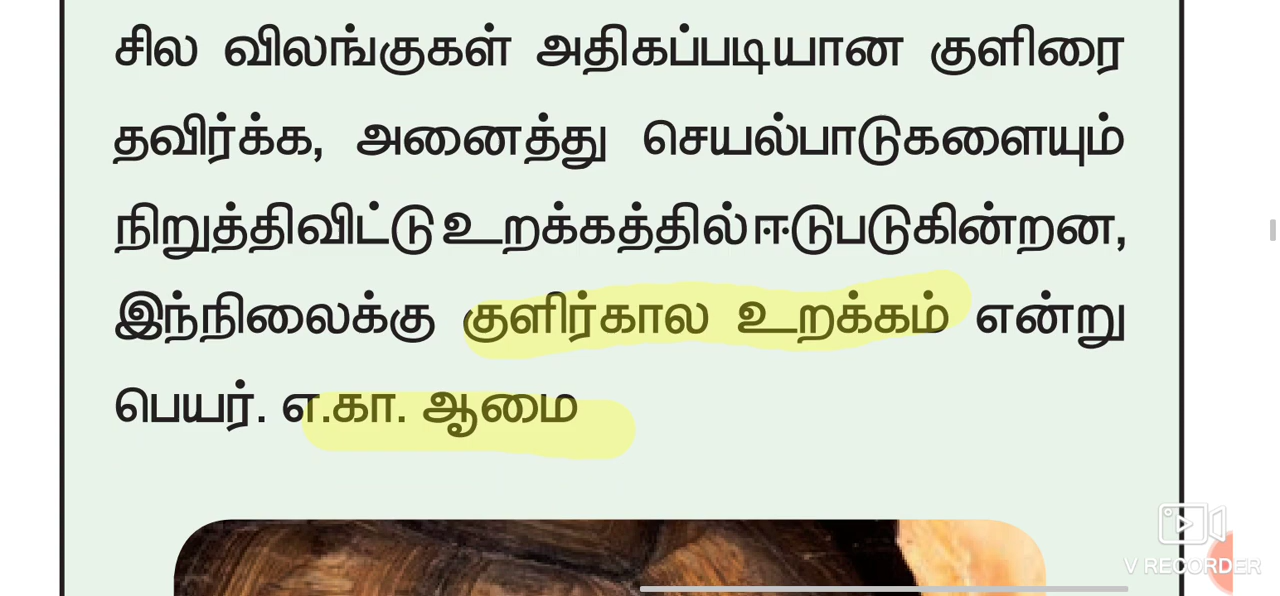 சில விலங்குகள் அதிகப்படியான குளிரை
தவிர்க்க, அனைத்து செயல்பாடுகளையும்
நிறுத்திவிட்டு உறக்கத்தில் ஈடுபடுகின்றன,
இந்நிலைக்கு குளிர்கால உறக்கம் என்று
பெயர். எ.கா. ஆமை
V RECORDER